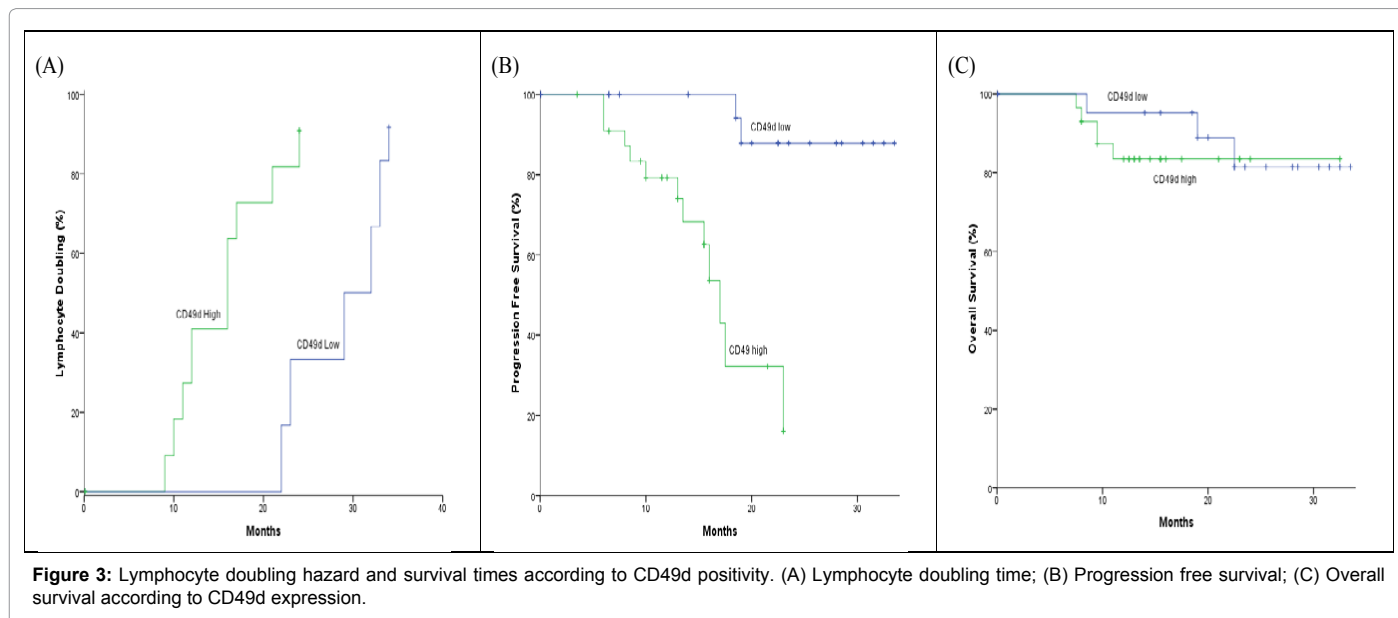 (A)
100
80
60
40
20
0
Lymphocyte Doubling (%)
CD49d High
CD49d Low
0 10 20 30 40
Months
(B)
100
80
60
40
20
0
Progression Free Survival (%)
CD49d low
CD49 high
0 10 20 30
Months
(C)
100
80
60
40
20
0
Overall Survival (%)
CD49d low
CD49d high
0 10 20 30
Months
Figure 3: Lymphocyte doubling hazard and survival times according to CD49d positivity. (A) Lymphocyte doubling time; (B) Progression free survival; (C) Overall
survival according to CD49d expression.